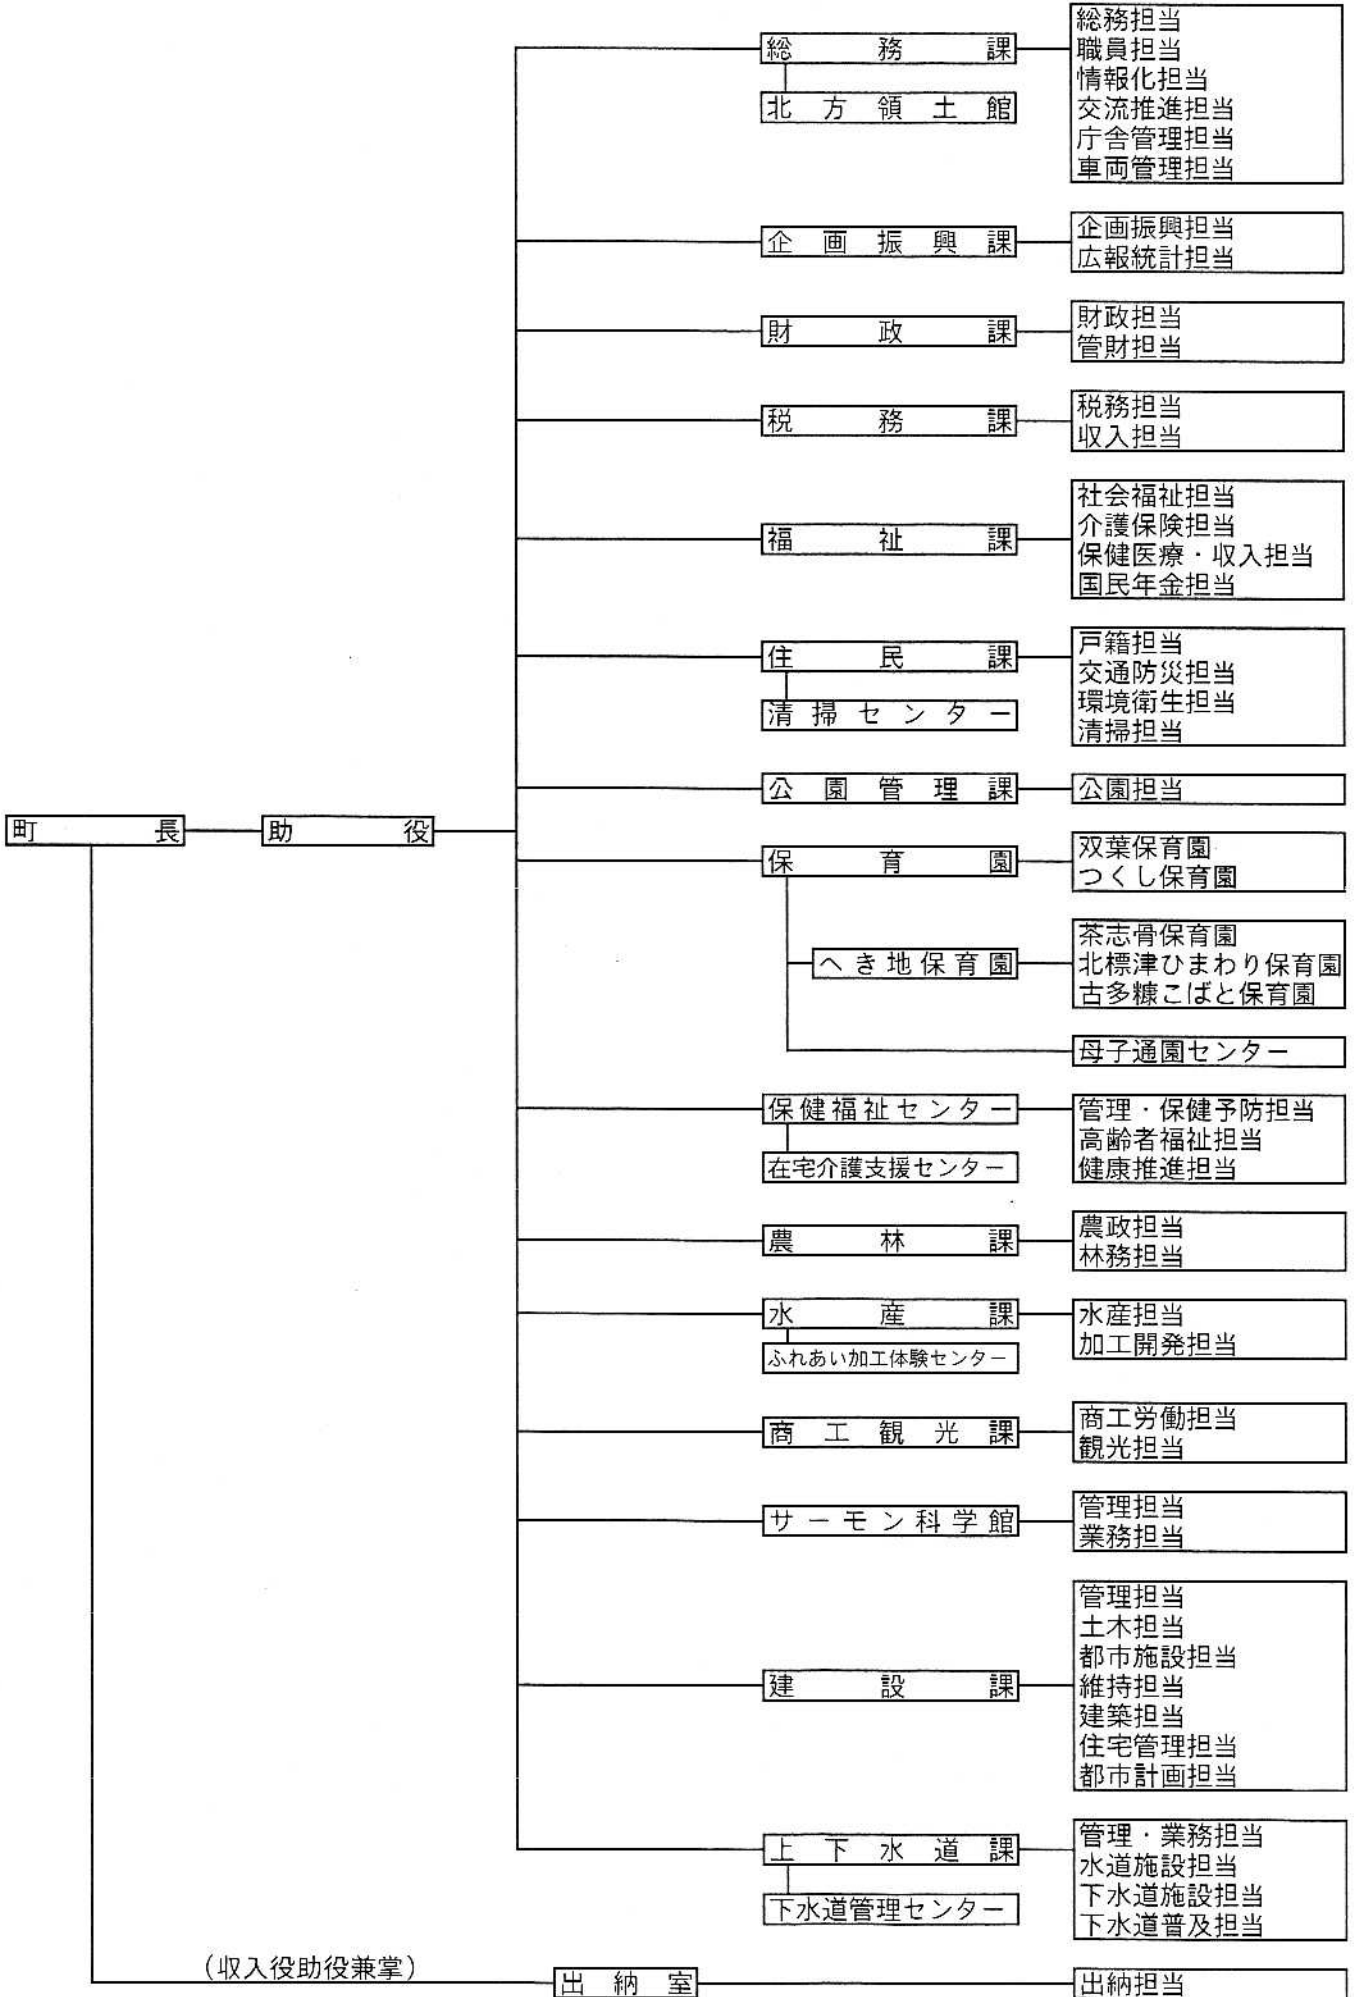 総務課
北方領土館
総務担当
職員担当
情報化担当
交流推進担当
庁舎管理担当
車両管理担当
企画振興課
企画振興担当
広報統計担当
財政課
財政担当
管財担当
税務課
税務担当
収入担当
福祉課
社会福祉担当
介護保険担当
保健医療・収入担当
国民年金担当
住民課
清掃センター
戸籍担当
交通防災担当
環境衛生担当
清掃担当
公園管理課
公園担当
町長
助役
保育園
双葉保育園
つくし保育園
へき地保育園
茶志骨保育園
北標津ひまわり保育園
古多糠こばと保育園
母子通園センター
保健福祉センター
在宅介護支援センター
管理・保健予防担当
高齢者福祉担当
健康推進担当
農林課
農政担当
林務担当
水産課
ふれあい加工体験センター
水産担当
加工開発担当
商工観光課
商工労働担当
観光担当
サーモン科学館
管理担当
業務担当
建設課
管理担当
土木担当
都市施設担当
維持担当
建築担当
住宅管理担当
都市計画担当
上下水道課
下水道管理センター
管理・業務担当
水道施設担当
下水道施設担当
下水道普及担当
(収入役助役兼掌)
出納室
出納担当